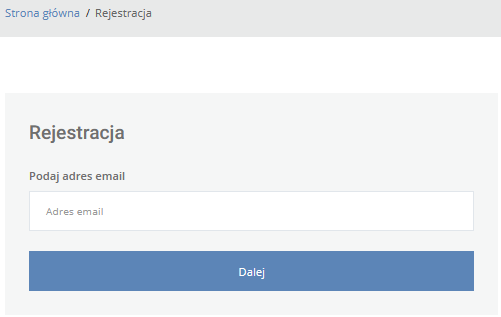 Strona główna / Rejestracja
Rejestracja
Podaj adres email
Adres email
Dalej